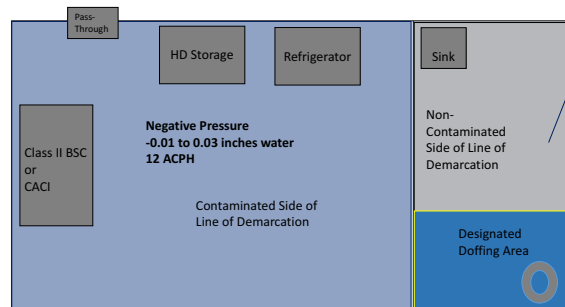 Pass-
Through
HD Storage
Refrigerator
Sink
Class II BSC
or
CACI
Negative Pressure
-0.01 to 0.03 inches water
12 ACPH
Contaminated Side of
Line of Demarcation
Non-
Contaminated
Side of Line of
Demarcation
Designated
Doffing Area